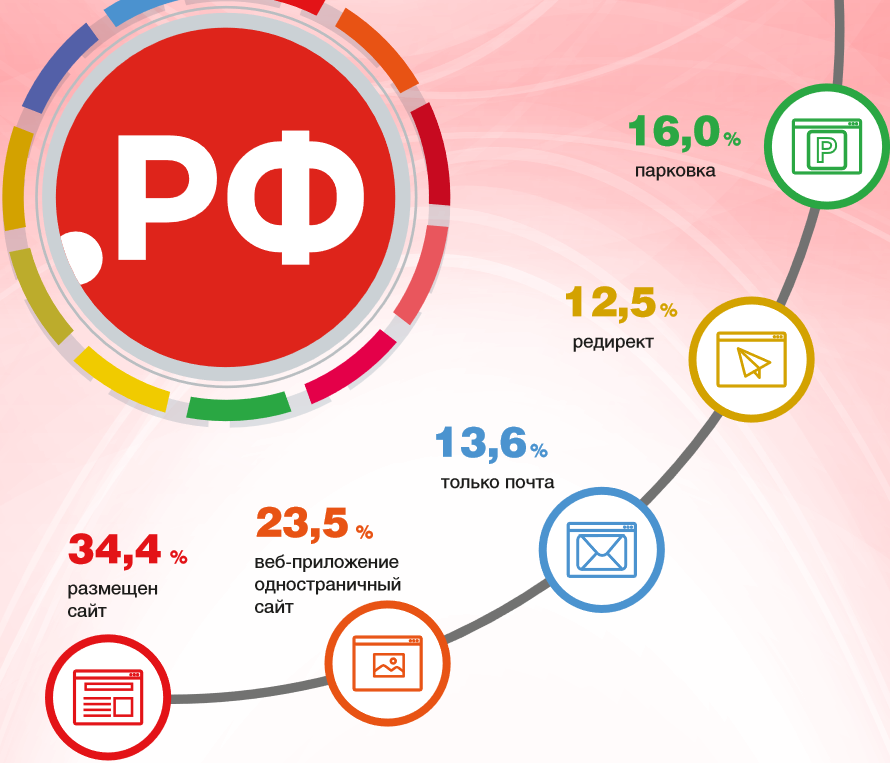 .РФ
16,0%
парковка
P
12,5%
редирект
13,6%
только почта
23,5%
веб-приложение
одностраничный
сайт
34,4%
размещен
сайт